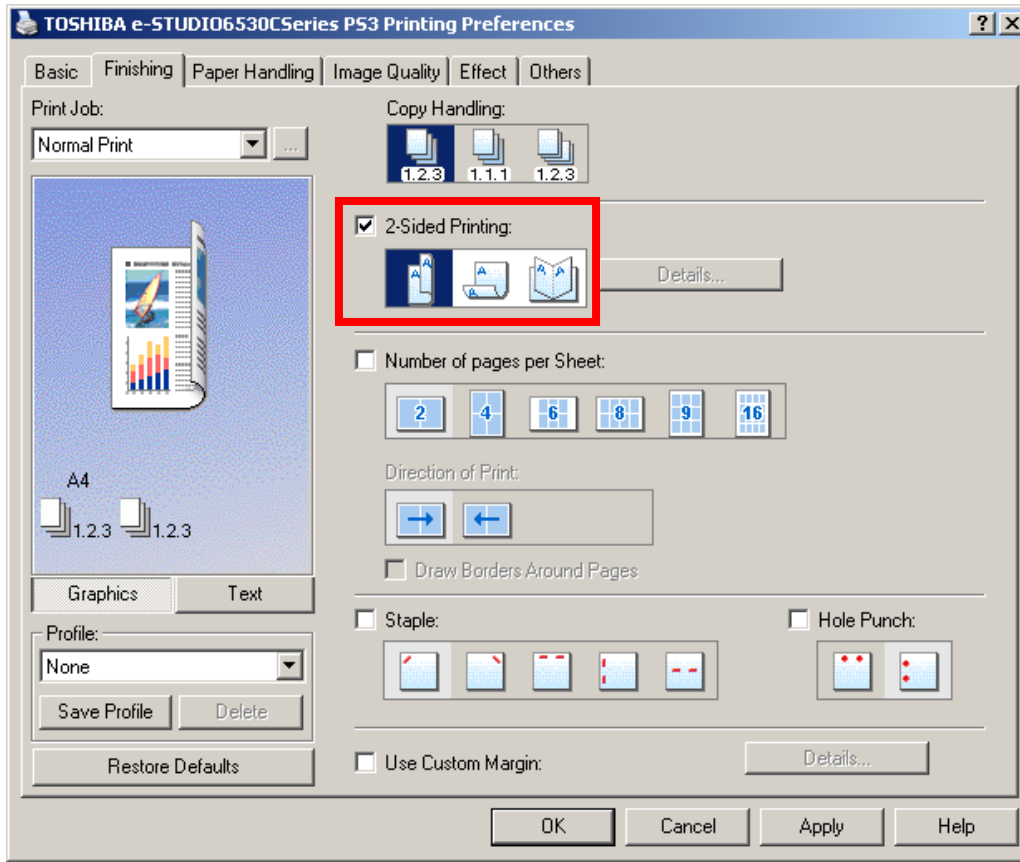 TOSHIBA e-STUDIO6530CSeries PS3 Printing Preferences
Basic Finishing Paper Handling Image Quality Effect Others
Print Job:
Normal Print
...
A4
1.2.3 1.2.3
Graphics Text
Profile:
None
Save Profile Delete
Restore Defaults
Copy Handling:
1.2.3 1.1.1 1.2.3
2-Sided Printing:
A A A A A A
Details...
Number of pages per Sheet:
2 4 6 8 9 16
Direction of Print:
Draw Borders Around Pages
Staple:
Hole Punch:
Use Custom Margin:
Details...
OK Cancel Apply Help